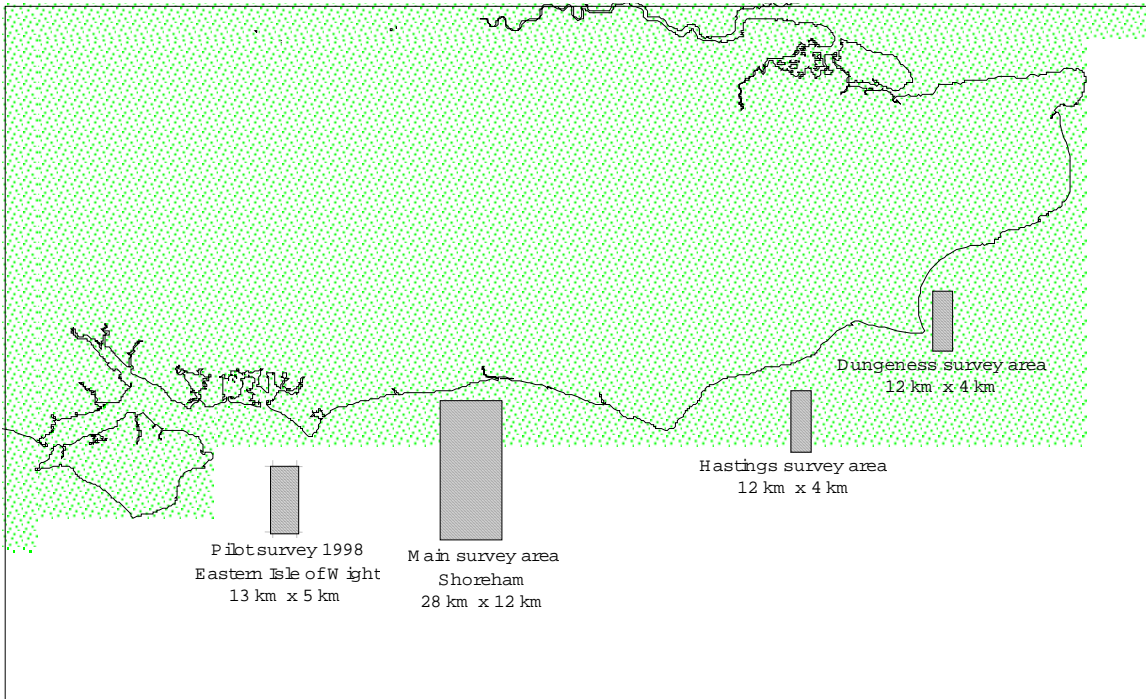 Dungeness survey area
12 km x 4 km
Hastings survey area
12 km x 4 km
Pilot survey 1998
Eastern Isle of Wight
13 km x 5 km
Main survey area
Shoreham
28 km x 12 km